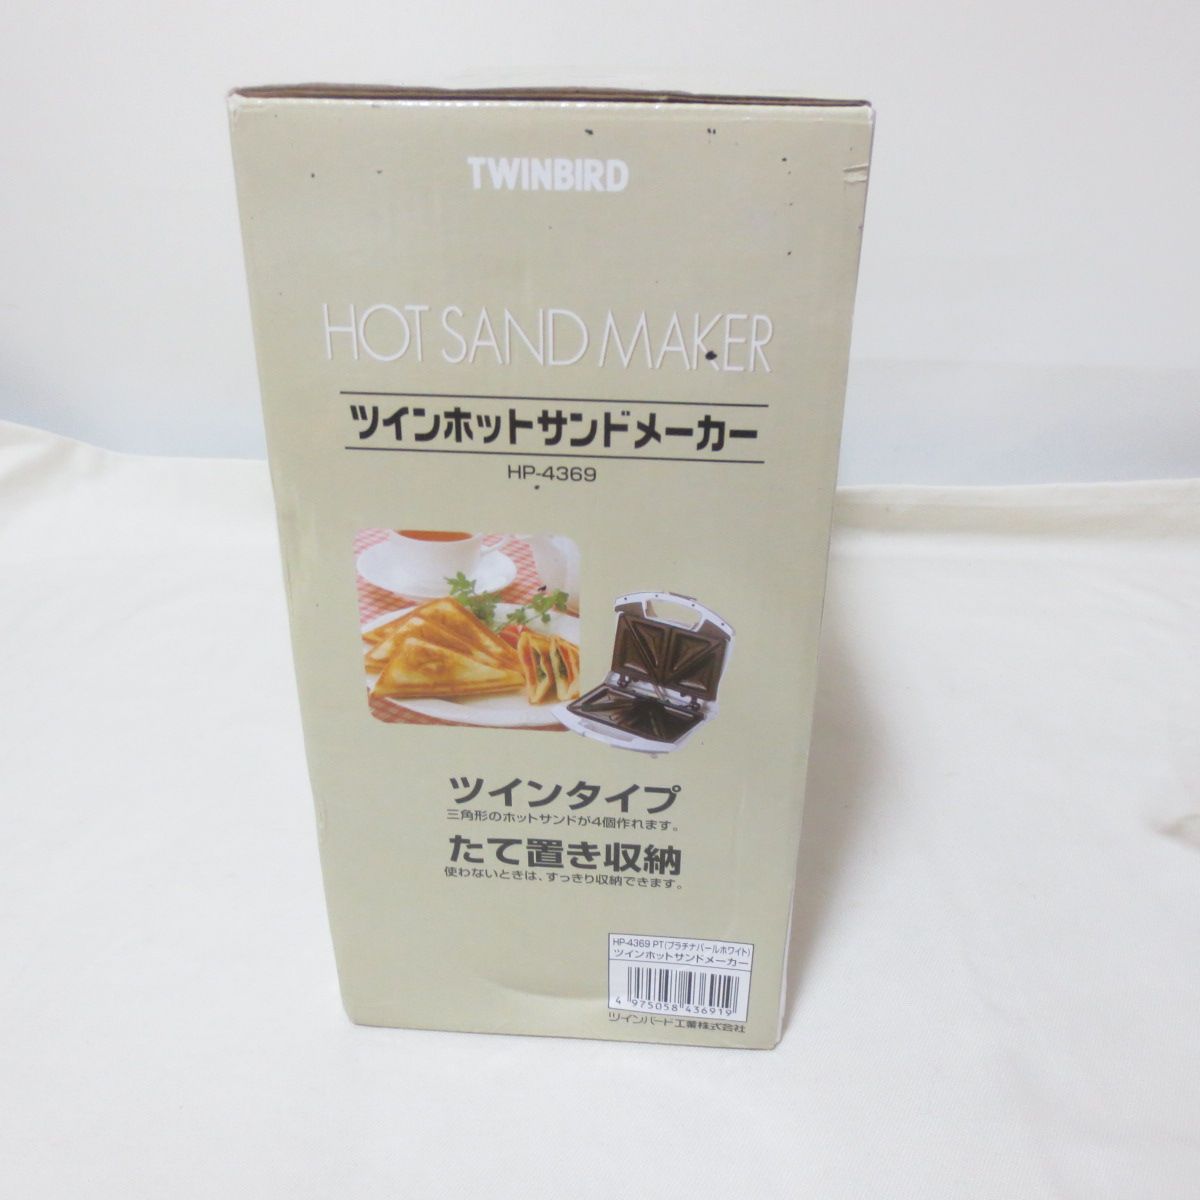 TWINBIRD
HOT SAND MAKER
ツインホットサンドメーカー
HP-4369
ツインタイプ
三角形のホットサンドが4個作れます。
たて置き収納
使わないときは、すっきり収納できます。
HP-4369 PT(プラチナパールホワイト)
ツインホットサンドメーカー
4 975058 436919
ツインバード工業株式会社